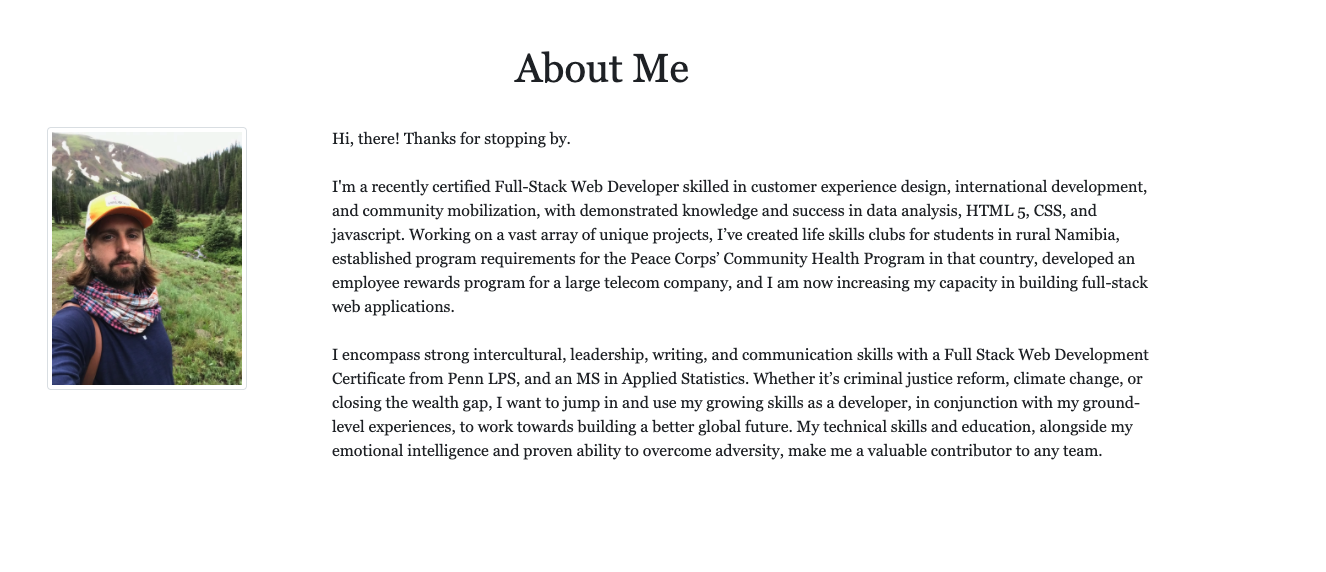 About Me
Hi, there! Thanks for stopping by.
I'm a recently certified Full-Stack Web Developer skilled in customer experience design, international development,
and community mobilization, with demonstrated knowledge and success in data analysis, HTML 5, CSS, and
javascript. Working on a vast array of unique projects, I’ve created life skills clubs for students in rural Namibia,
established program requirements for the Peace Corps’ Community Health Program in that country, developed an
employee rewards program for a large telecom company, and I am now increasing my capacity in building full-stack
web applications.
I encompass strong intercultural, leadership, writing, and communication skills with a Full Stack Web Development
Certificate from Penn LPS, and an MS in Applied Statistics. Whether it’s criminal justice reform, climate change, or
closing the wealth gap, I want to jump in and use my growing skills as a developer, in conjunction with my ground-
level experiences, to work towards building a better global future. My technical skills and education, alongside my
emotional intelligence and proven ability to overcome adversity, make me a valuable contributor to any team.